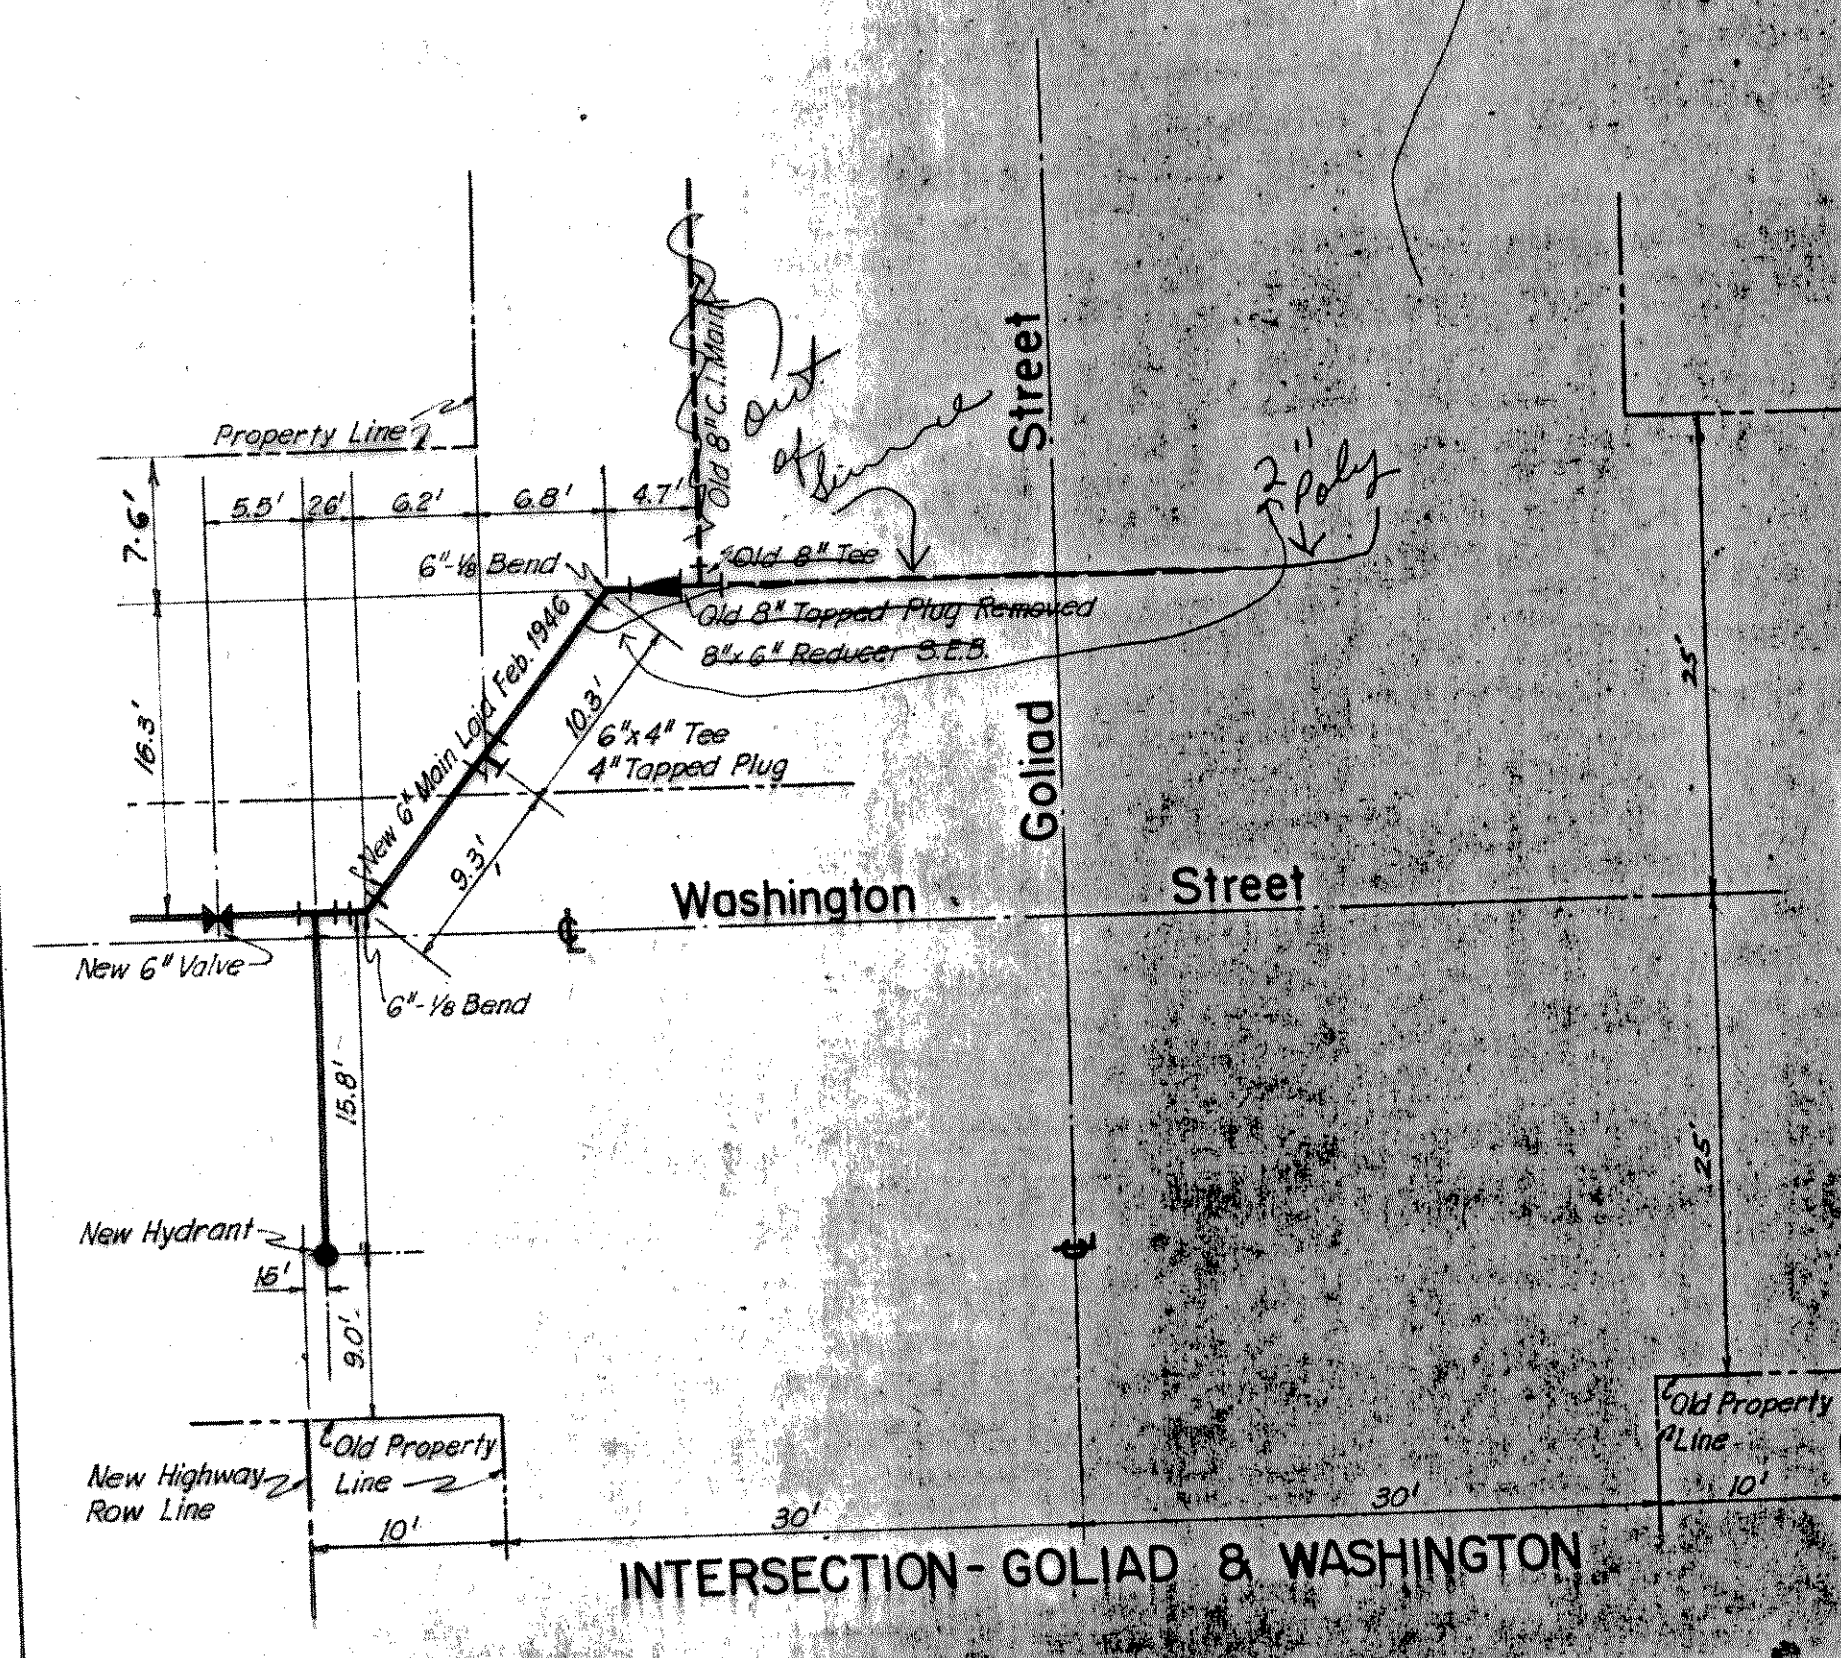 Property Line
7.6'
5.5'
26'
6.2'
6.8'
4.7'
Old 8" C.I. Main
Out
of
Service
Street
2" Poly
6"-⅛ Bend
Old 8" Tee
Old 8" Tapped Plug Removed
8"x 6" Reducer B.E.B.
New 6" Main Laid Feb. 1946
16.3'
10.3'
6"x 4" Tee
4" Tapped Plug
9.3'
Goliad
25'
Washington Street
℄
New 6" Valve
6"-⅛ Bend
15.8'
25'
New Hydrant
℄
15'
9.0'
Old Property
Line
Old Property
Line
New Highway
Row Line
10'
30'
30'
10'
INTERSECTION - GOLIAD & WASHINGTON